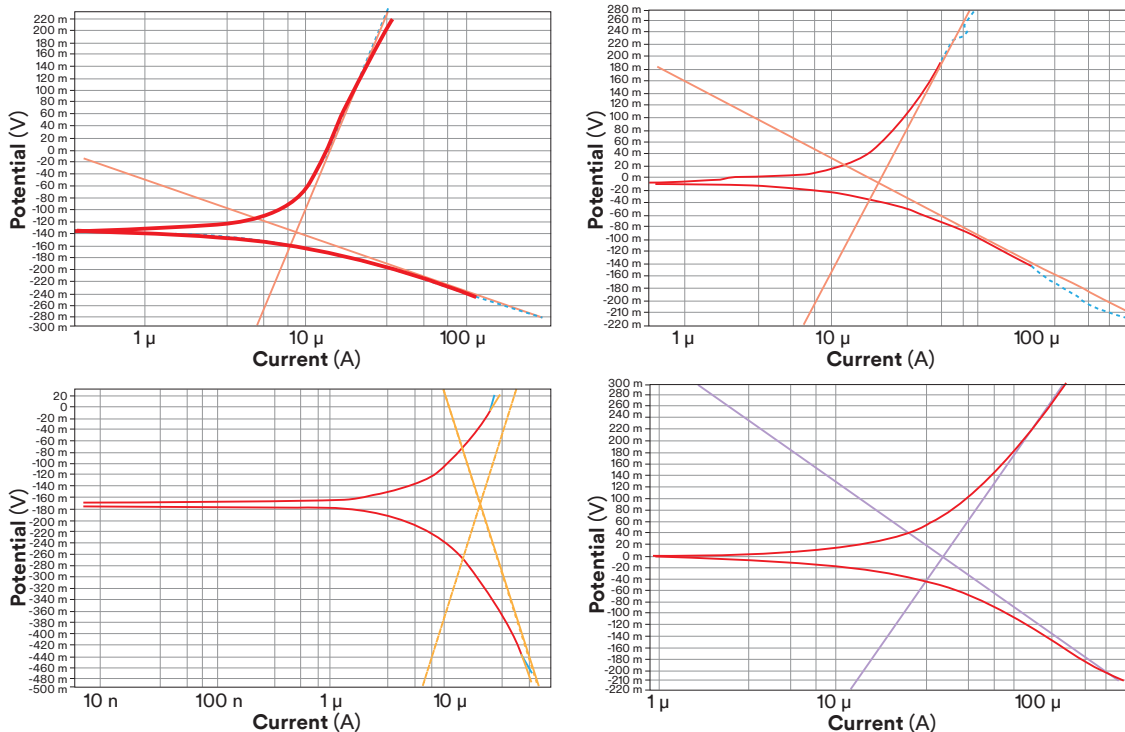 220 m
200 m
180 m
160 m
140 m
120 m
100 m
80 m
60 m
40 m
20 m
0 m
-20 m
-40 m
-60 m
-80 m
-100 m
-120 m
-140 m
-160 m
-180 m
-200 m
-220 m
-240 m
-260 m
-280 m
-300 m
Potential (V)
1 µ
10 µ
100 µ
Current (A)
280 m
260 m
240 m
220 m
200 m
180 m
160 m
140 m
120 m
100 m
80 m
60 m
40 m
20 m
0 m
-20 m
-40 m
-60 m
-80 m
-100 m
-120 m
-140 m
-160 m
-180 m
-200 m
-210 m
-220 m
Potential (V)
1 µ
10 µ
100 µ
Current (A)
20
0
-20 m
-40 m
-60 m
-80 m
-100 m
-120 m
-140 m
-160 m
-180 m
-200 m
-220 m
-240 m
-260 m
-280 m
-300 m
-320 m
-340 m
-360 m
-380 m
-400 m
-420 m
-440 m
-460 m
-480 m
-500 m
Potential (V)
10 n
100 n
1 µ
10 µ
Current (A)
300 m
280 m
260 m
240 m
220 m
200 m
180 m
160 m
140 m
120 m
100 m
80 m
60 m
40 m
20 m
0 m
-20 m
-40 m
-60 m
-80 m
-100 m
-120 m
-140 m
-160 m
-180 m
-200 m
-210 m
-220 m
Potential (V)
1 µ
10 µ
100 µ
Current (A)